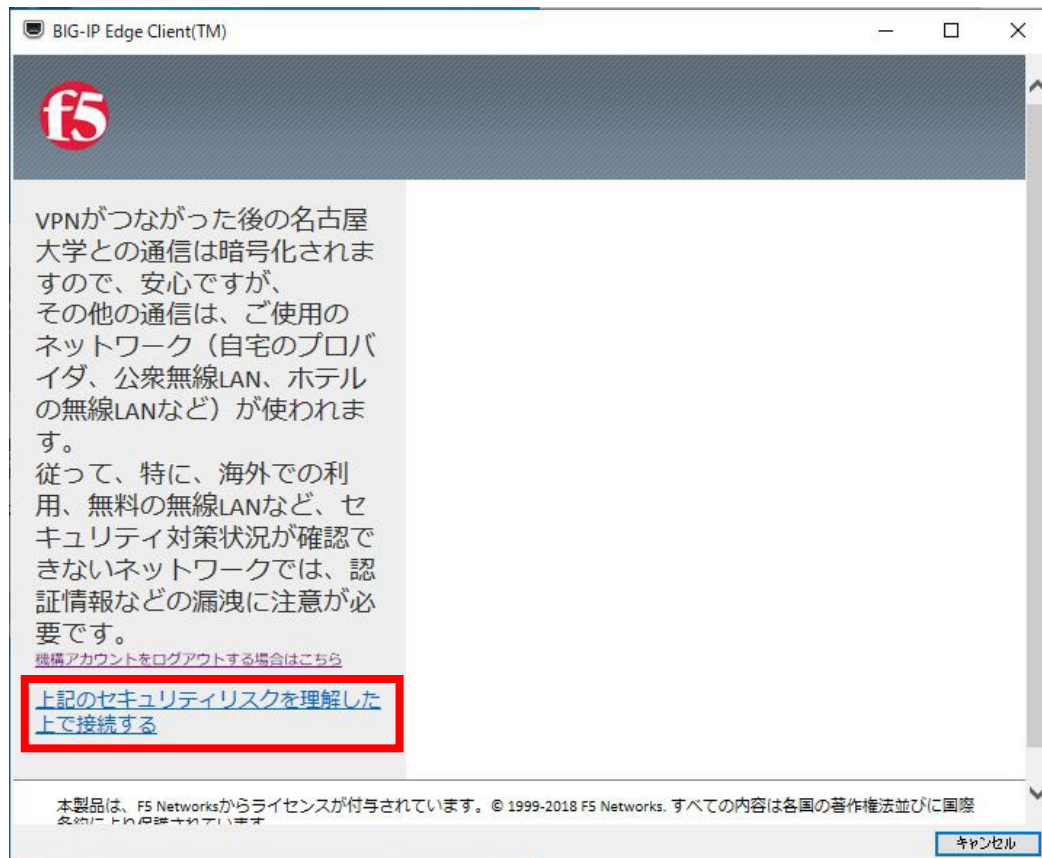 BIG-IP Edge Client(TM)
f5
VPNがつながった後の名古屋
大学との通信は暗号化されま
すので、安心ですが、
その他の通信は、ご使用の
ネットワーク（自宅のプロバ
イダ、公衆無線LAN、ホテル
の無線LANなど）が使われま
す。
従って、特に、海外での利
用、無料の無線LANなど、セ
キュリティ対策状況が確認で
きないネットワークでは、認
証情報などの漏洩に注意が必
要です。
機構アカウントをログアウトする場合はこちら
上記のセキュリティリスクを理解した
上で接続する
本製品は、F5 Networksからライセンスが付与されています。© 1999-2018 F5 Networks. すべての内容は各国の著作権法並びに国際
条約により保護されています
キャンセル